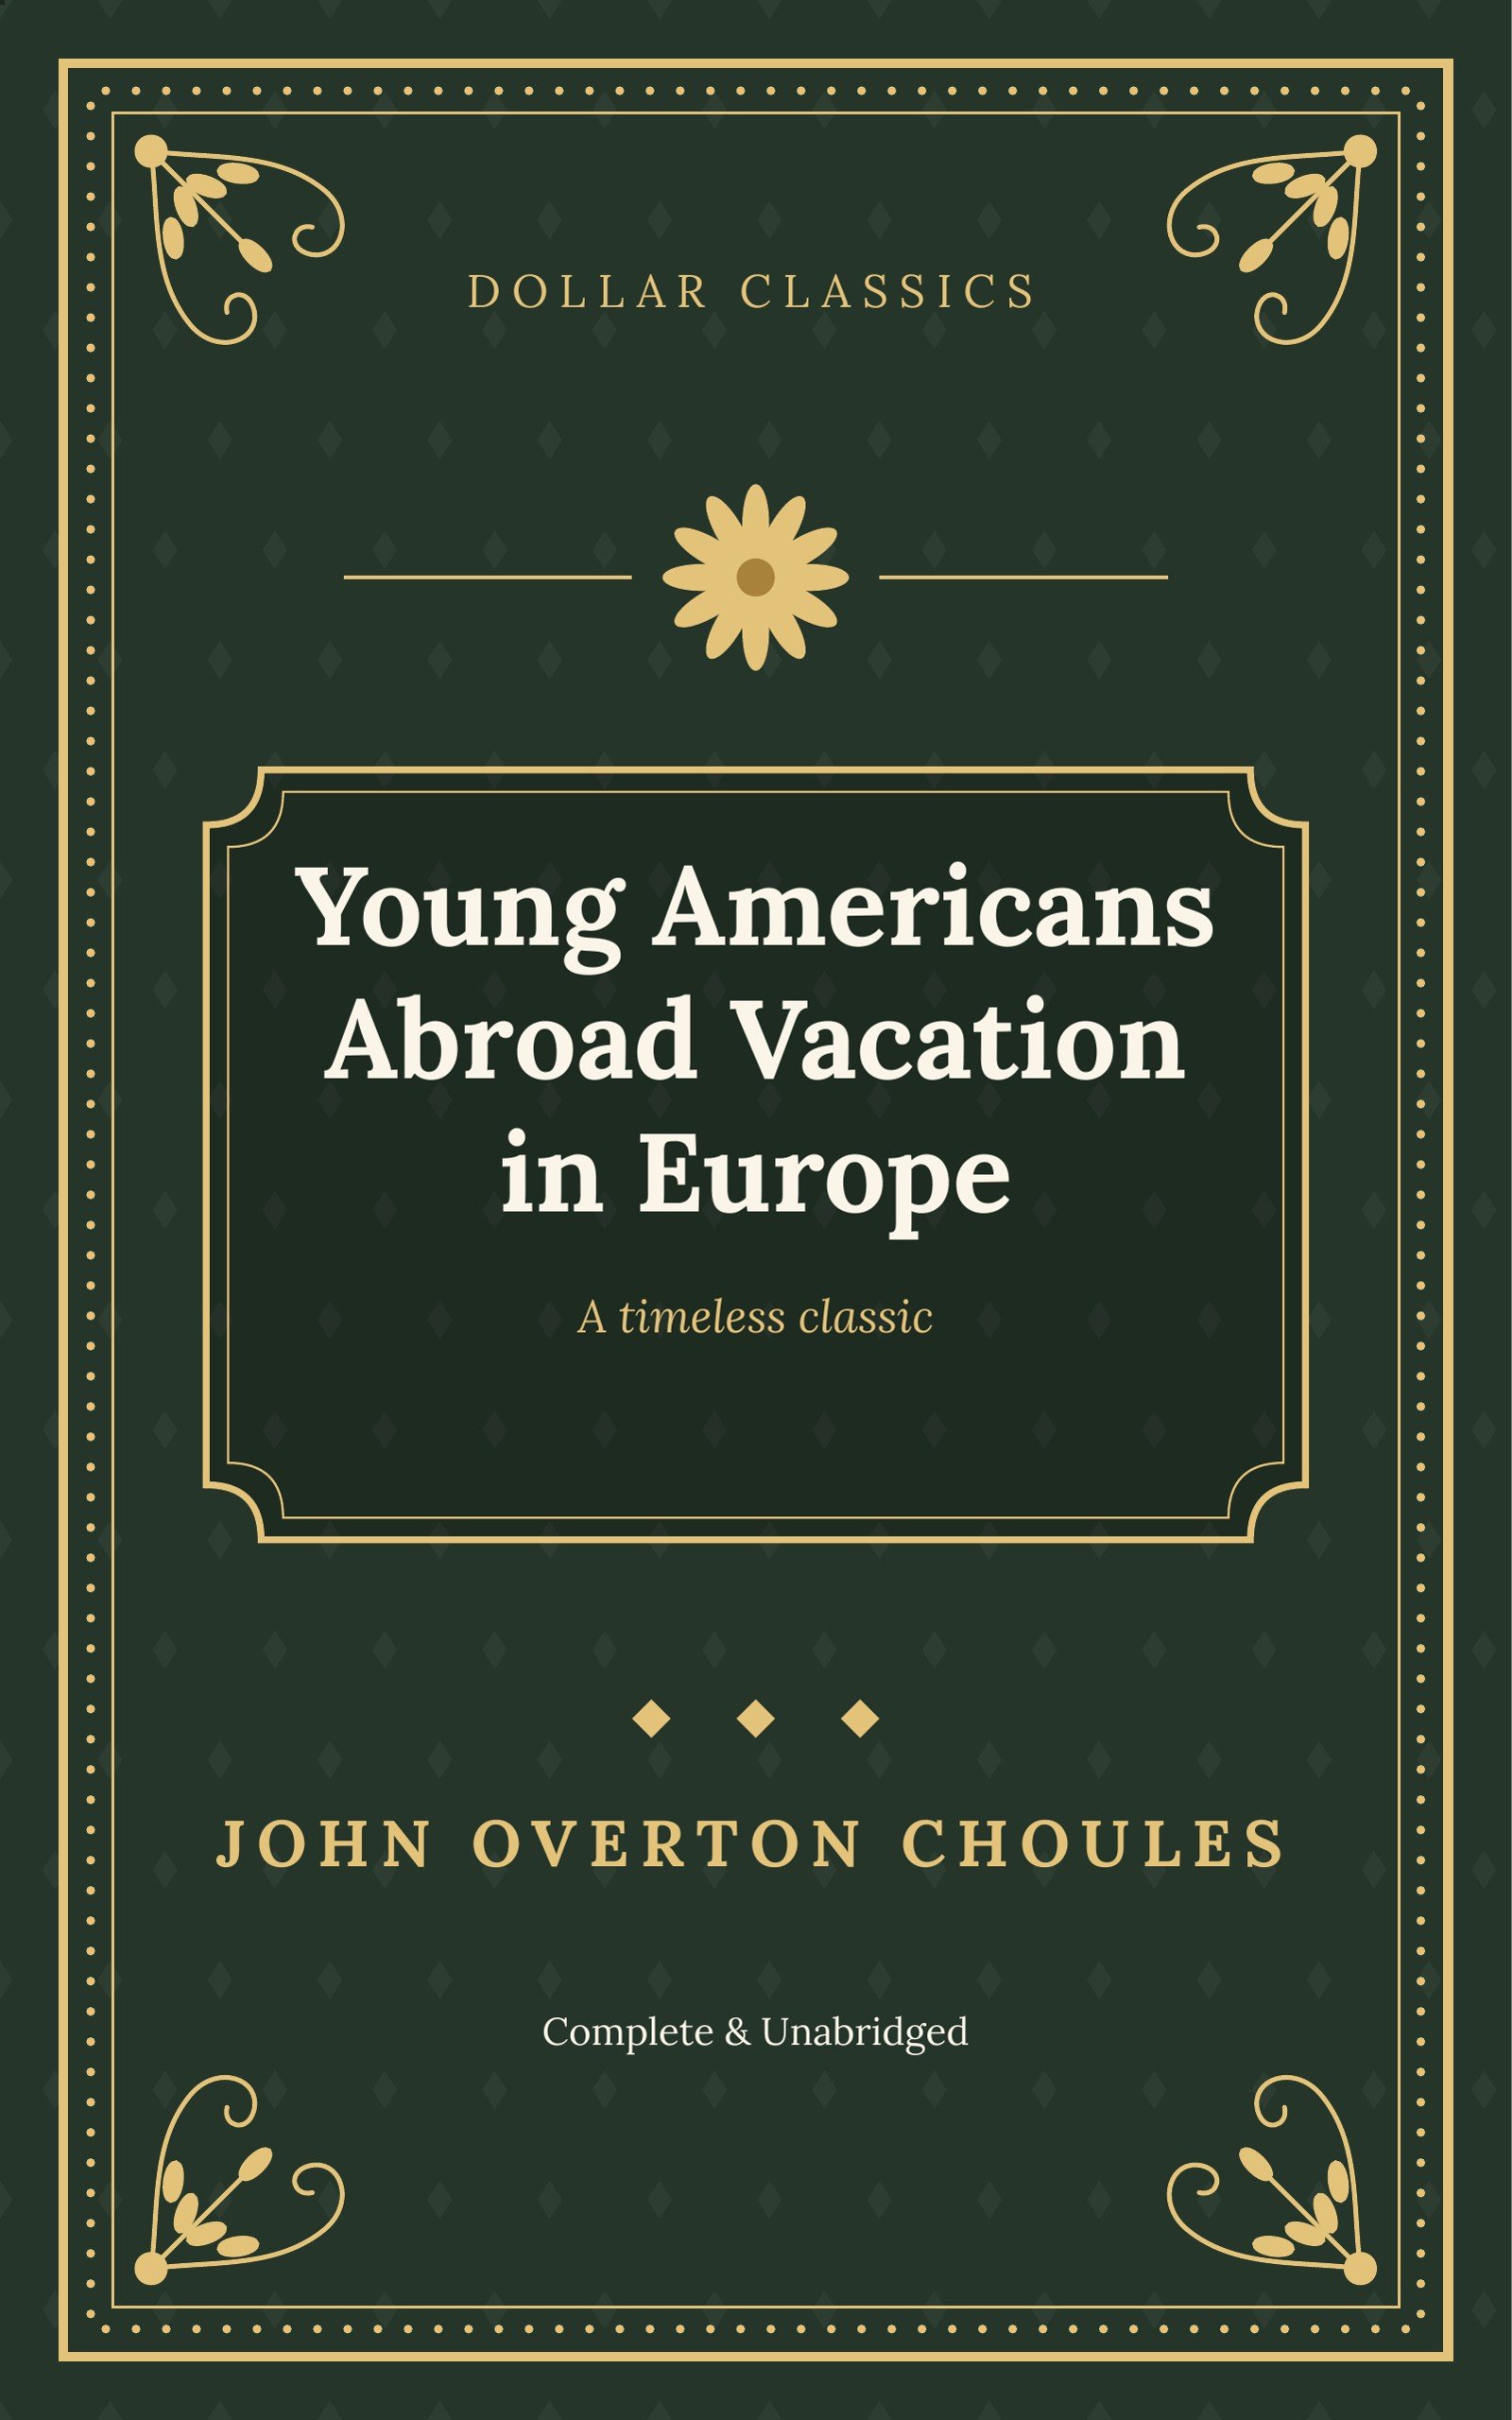 DOLLAR CLASSICS
Young Americans
Abroad Vacation
in Europe
A timeless classic
JOHN OVERTON CHOULES
Complete & Unabridged